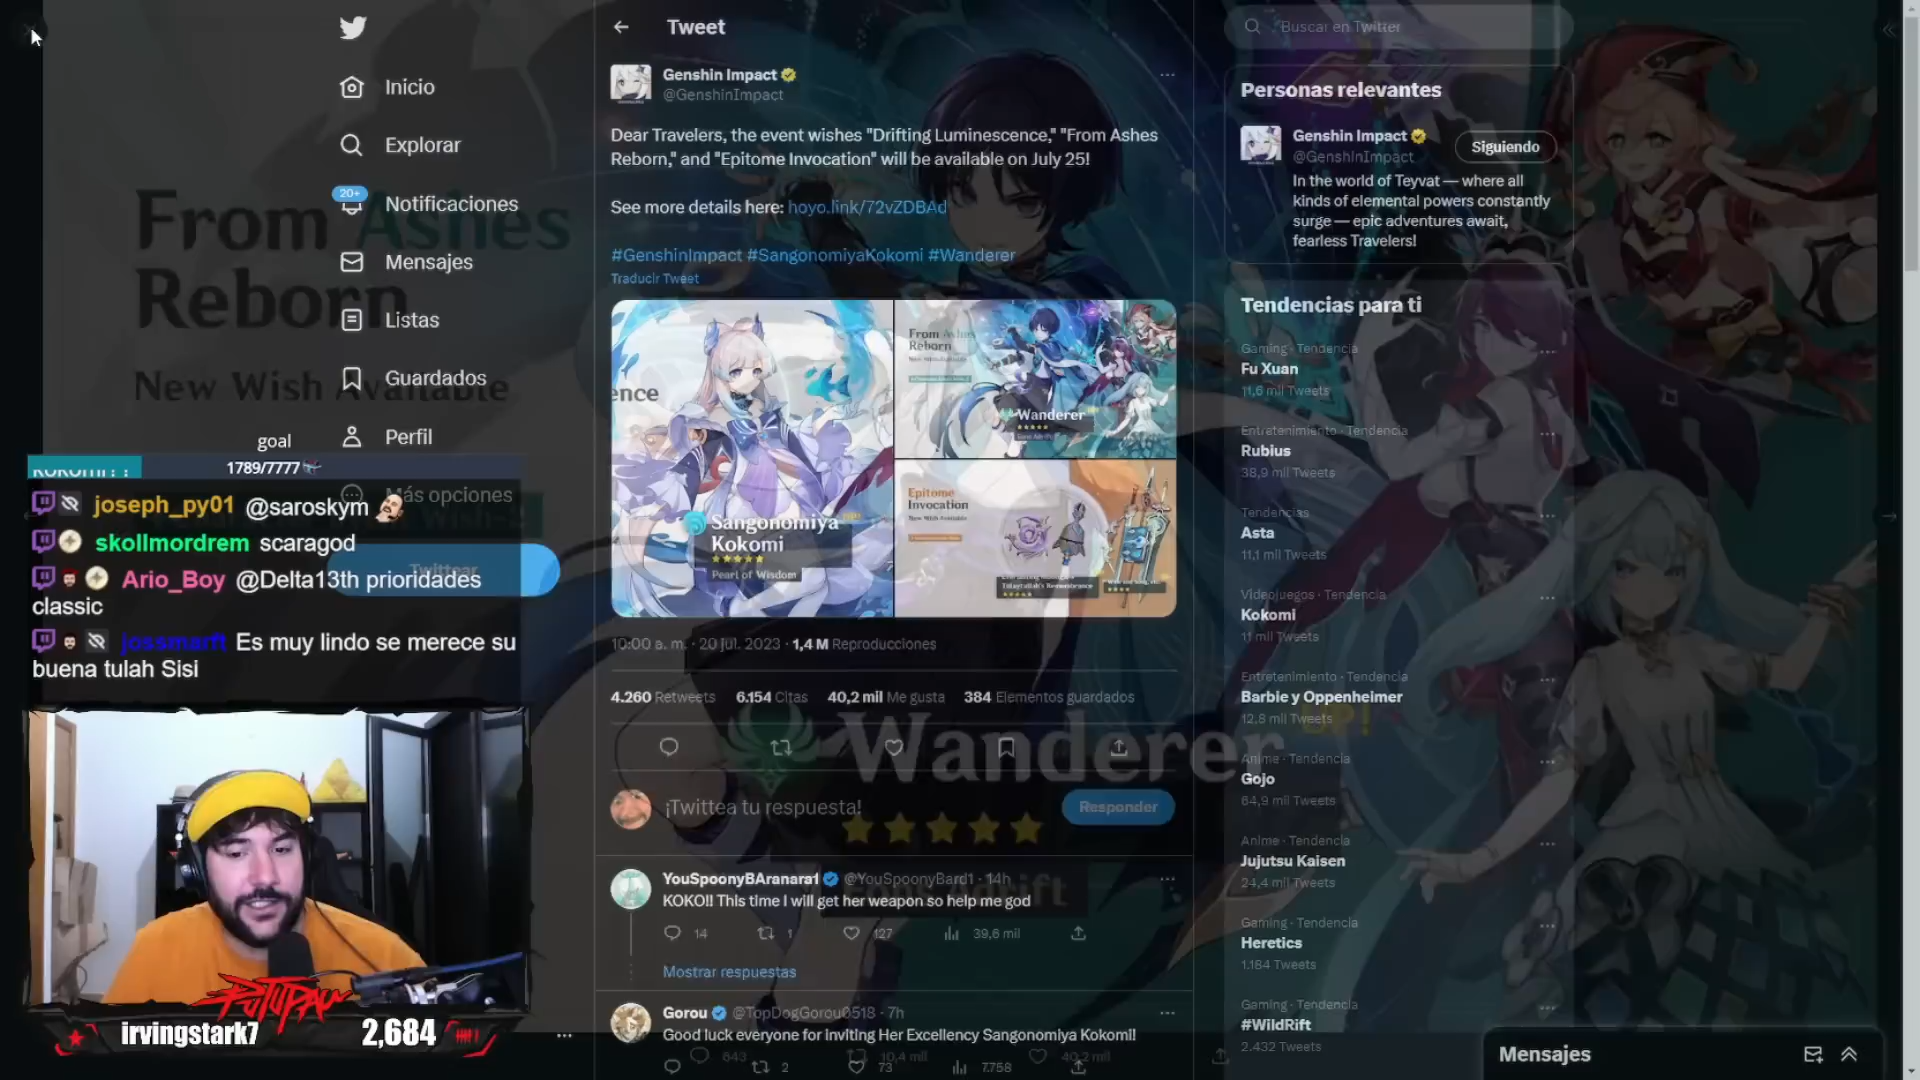 Inicio
Explorar
20+
Notificaciones
Mensajes
Listas
Guardados
Perfil
Más opciones
Twittear
From Ashes
Reborn
New Wish Available
goal
1789/7777
joseph_py01 @saroskym
skollmordrem scaragod
Ario_Boy @Delta13th prioridades
classic
jossmarft Es muy lindo se merece su
buena tulah Sisi
irvingstark7
2,684
Tweet
Genshin Impact
@GenshinImpact
Dear Travelers, the event wishes "Drifting Luminescence," "From Ashes
Reborn," and "Epitome Invocation" will be available on July 25!
See more details here: hoyo.link/72vZDBAd
#GenshinImpact #SangonomiyaKokomi #Wanderer
Traducir Tweet
ence
Sangonomiya
Kokomi
Pearl of Wisdom
From Ashes
Reborn
New Wish Available
Wanderer
Epitome
Invocation
New Wish Available
10:00 a. m. · 20 jul. 2023 · 1,4 M Reproducciones
4.260 Retweets 6.154 Citas 40,2 mil Me gusta 384 Elementos guardados
Wanderer
UP!
¡Twittea tu respuesta!
Responder
YouSpoonyBAranara1 @YouSpoonyBard1 · 14h
KOKO!! This time I will get her weapon so help me god
14 1 127 39,6 mil
Mostrar respuestas
Gorou @TopDogGorou0518 · 7h
Good luck everyone for inviting Her Excellency Sangonomiya Kokomi!
643 10,4 mil 40,2 mil
2 73 7.758
Buscar en Twitter
Personas relevantes
Genshin Impact
@GenshinImpact
Siguiendo
In the world of Teyvat — where all
kinds of elemental powers constantly
surge — epic adventures await,
fearless Travelers!
Tendencias para ti
Gaming · Tendencia
Fu Xuan
11,6 mil Tweets
Entretenimiento · Tendencia
Rubius
38,9 mil Tweets
Tendencias
Asta
11,1 mil Tweets
Videojuegos · Tendencia
Kokomi
11 mil Tweets
Entretenimiento · Tendencia
Barbie y Oppenheimer
12,8 mil Tweets
Anime · Tendencia
Gojo
64,9 mil Tweets
Anime · Tendencia
Jujutsu Kaisen
24,4 mil Tweets
Gaming · Tendencia
Heretics
1.184 Tweets
Gaming · Tendencia
#WildRift
2.432 Tweets
Mensajes